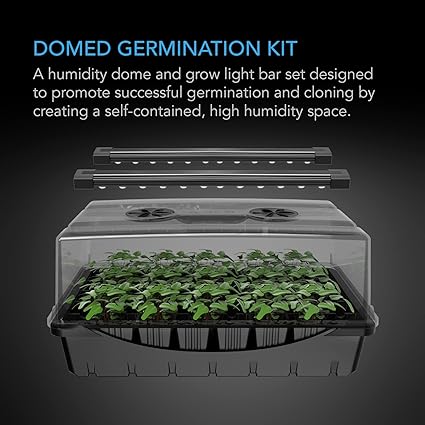 DOMED GERMINATION KIT
A humidity dome and grow light bar set designed
to promote successful germination and cloning by
creating a self-contained, high humidity space.